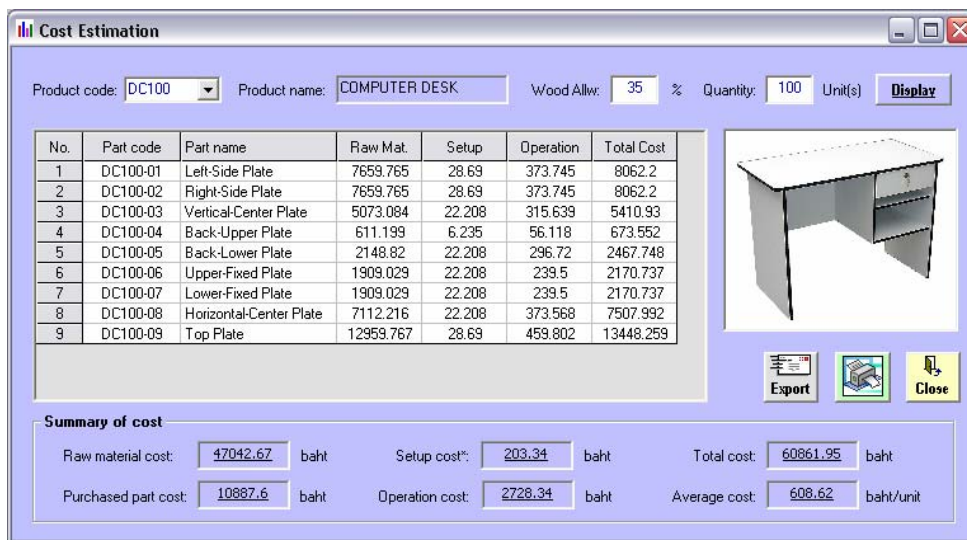 Cost Estimation
Product code: DC100 Product name: COMPUTER DESK Wood Allw: 35 % Quantity: 100 Unit(s) Display
No. Part code Part name Raw Mat. Setup Operation Total Cost
1 DC100-01 Left-Side Plate 7659.765 28.69 373.745 8062.2
2 DC100-02 Right-Side Plate 7659.765 28.69 373.745 8062.2
3 DC100-03 Vertical-Center Plate 5073.084 22.208 315.639 5410.93
4 DC100-04 Back-Upper Plate 611.199 6.235 56.118 673.552
5 DC100-05 Back-Lower Plate 2148.82 22.208 296.72 2467.748
6 DC100-06 Upper-Fixed Plate 1909.029 22.208 239.5 2170.737
7 DC100-07 Lower-Fixed Plate 1909.029 22.208 239.5 2170.737
8 DC100-08 Horizontal-Center Plate 7112.216 22.208 373.568 7507.992
9 DC100-09 Top Plate 12959.767 28.69 459.802 13448.259
Export Close
Summary of cost
Raw material cost: 47042.67 baht Setup cost*: 203.34 baht Total cost: 60861.95 baht
Purchased part cost: 10887.6 baht Operation cost: 2728.34 baht Average cost: 608.62 baht/unit